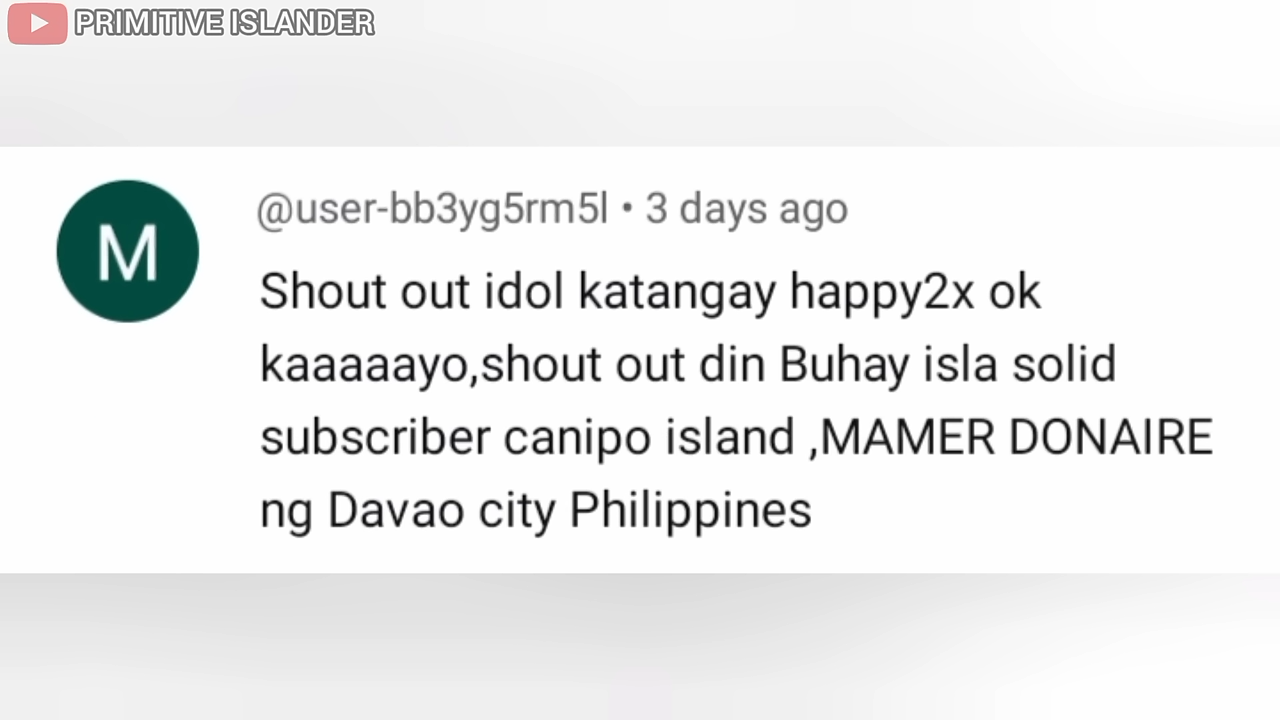 PRIMITIVE ISLANDER
M
@user-bb3yg5rm5l • 3 days ago
Shout out idol katangay happy2x ok
kaaaaayo,shout out din Buhay isla solid
subscriber canipo island ,MAMER DONAIRE
ng Davao city Philippines